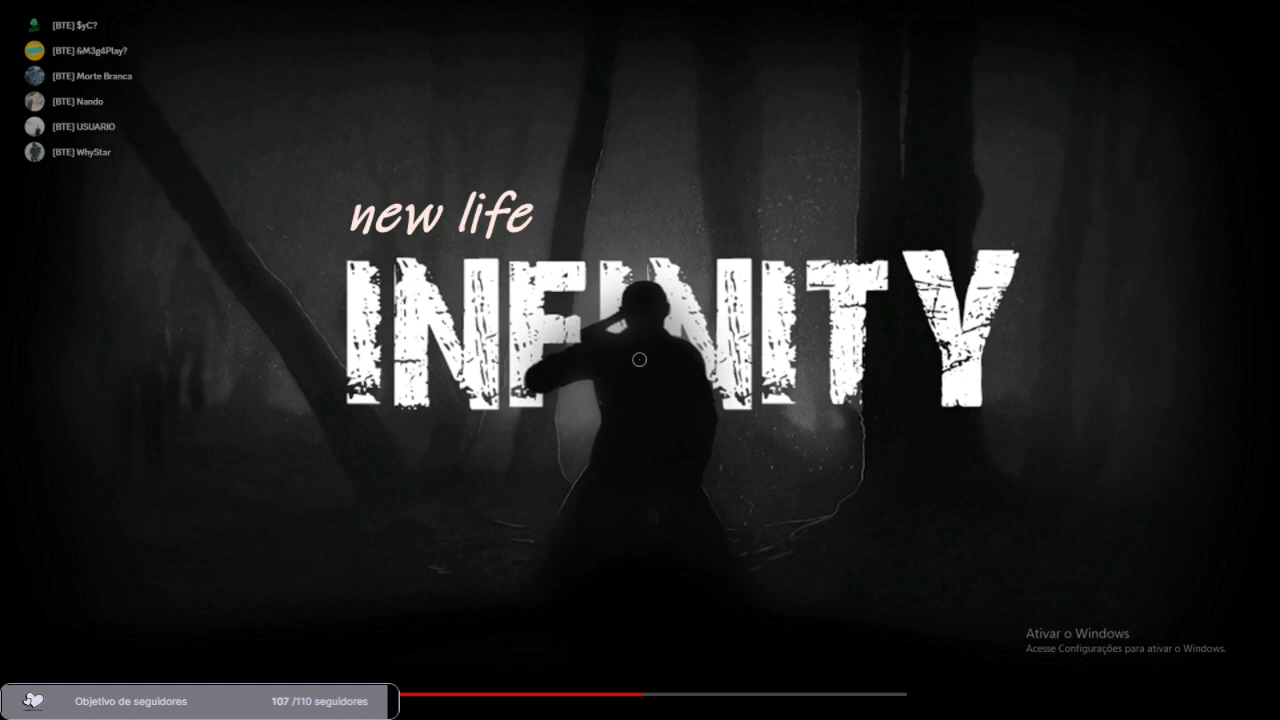 [BTE] $yC?
[BTE] &M3g4Play?
[BTE] Morte Branca
[BTE] Nando
[BTE] USUARIO
[BTE] WhyStar
new life
INFINITY
Ativar o Windows
Acesse Configurações para ativar o Windows.
Objetivo de seguidores 107 /110 seguidores